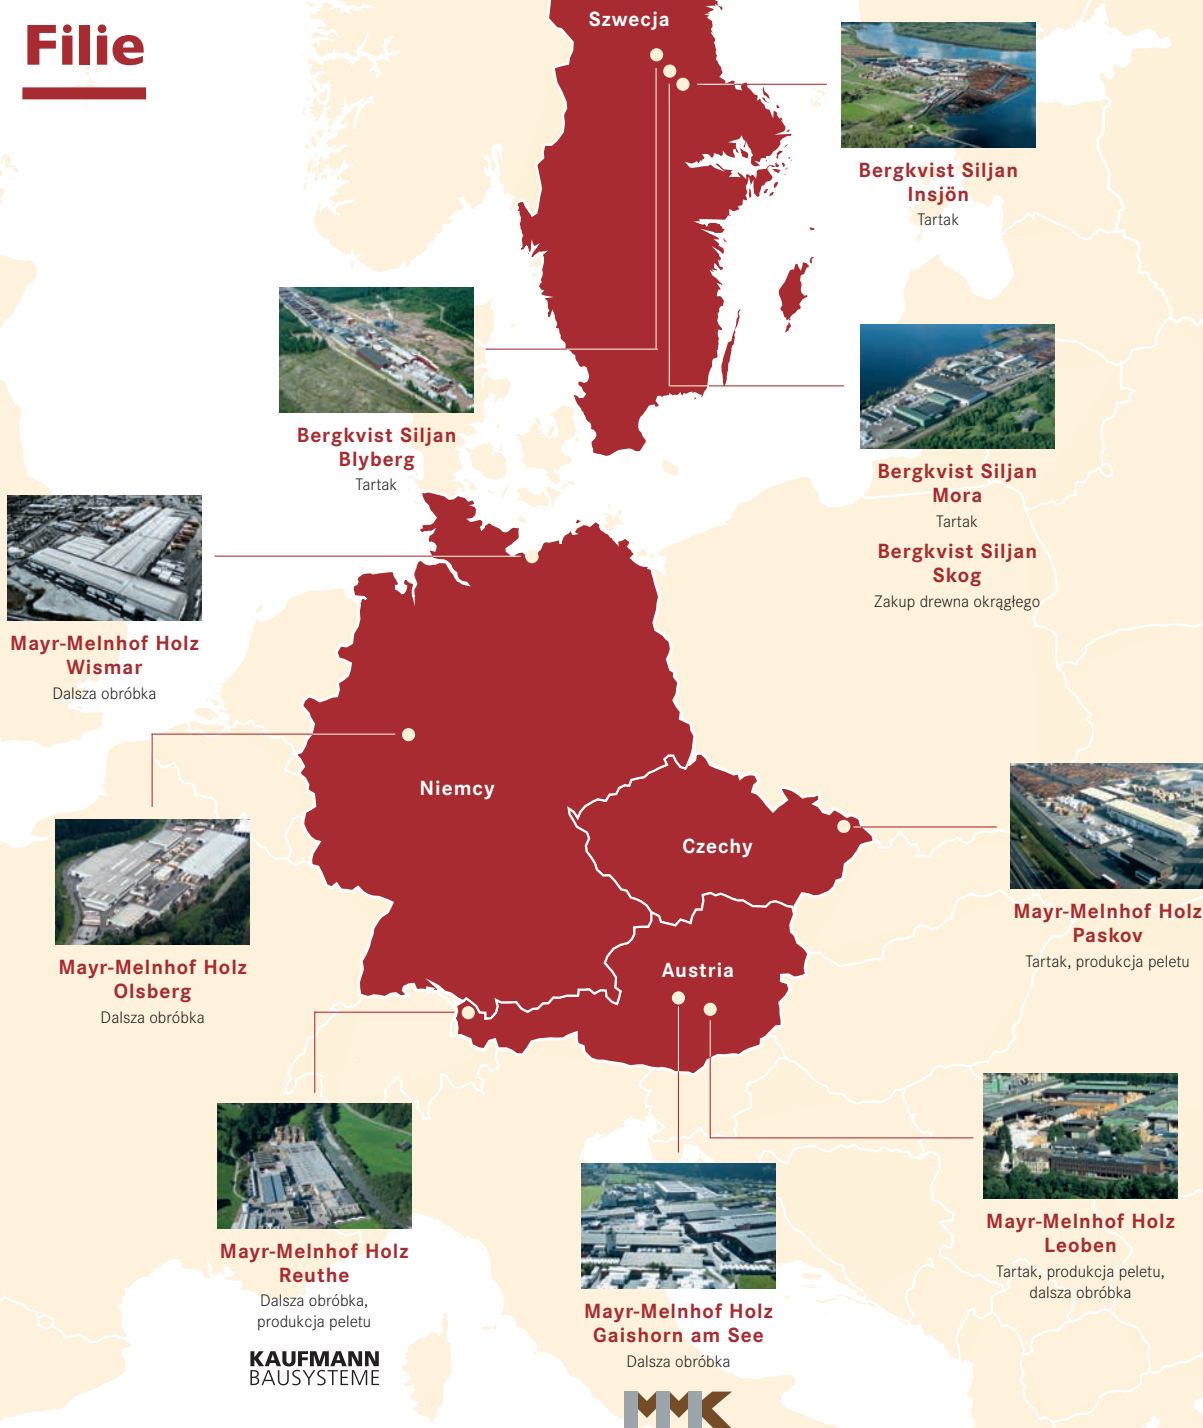 Filie
Szwecja
Bergkvist Siljan
Insjön
Tartak
Bergkvist Siljan
Blyberg
Tartak
Bergkvist Siljan
Mora
Tartak
Bergkvist Siljan
Skog
Zakup drewna okrągłego
Mayr-Melnhof Holz
Wismar
Dalsza obróbka
Niemcy
Czechy
Mayr-Melnhof Holz
Olsberg
Dalsza obróbka
Mayr-Melnhof Holz
Paskov
Tartak, produkcja peletu
Austria
Mayr-Melnhof Holz
Reuthe
Dalsza obróbka,
produkcja peletu
KAUFMANN
BAUSYSTEME
Mayr-Melnhof Holz
Gaishorn am See
Dalsza obróbka
MMK
Mayr-Melnhof Holz
Leoben
Tartak, produkcja peletu,
dalsza obróbka